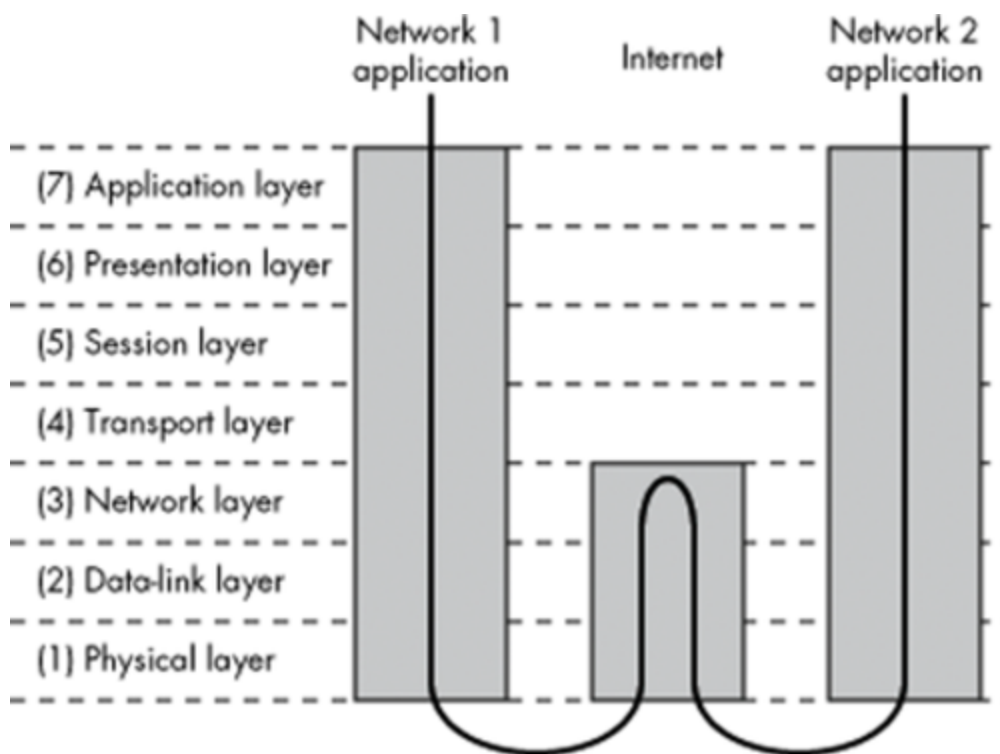 Network 1
application
Internet
Network 2
application
(7) Application layer
(6) Presentation layer
(5) Session layer
(4) Transport layer
(3) Network layer
(2) Data-link layer
(1) Physical layer